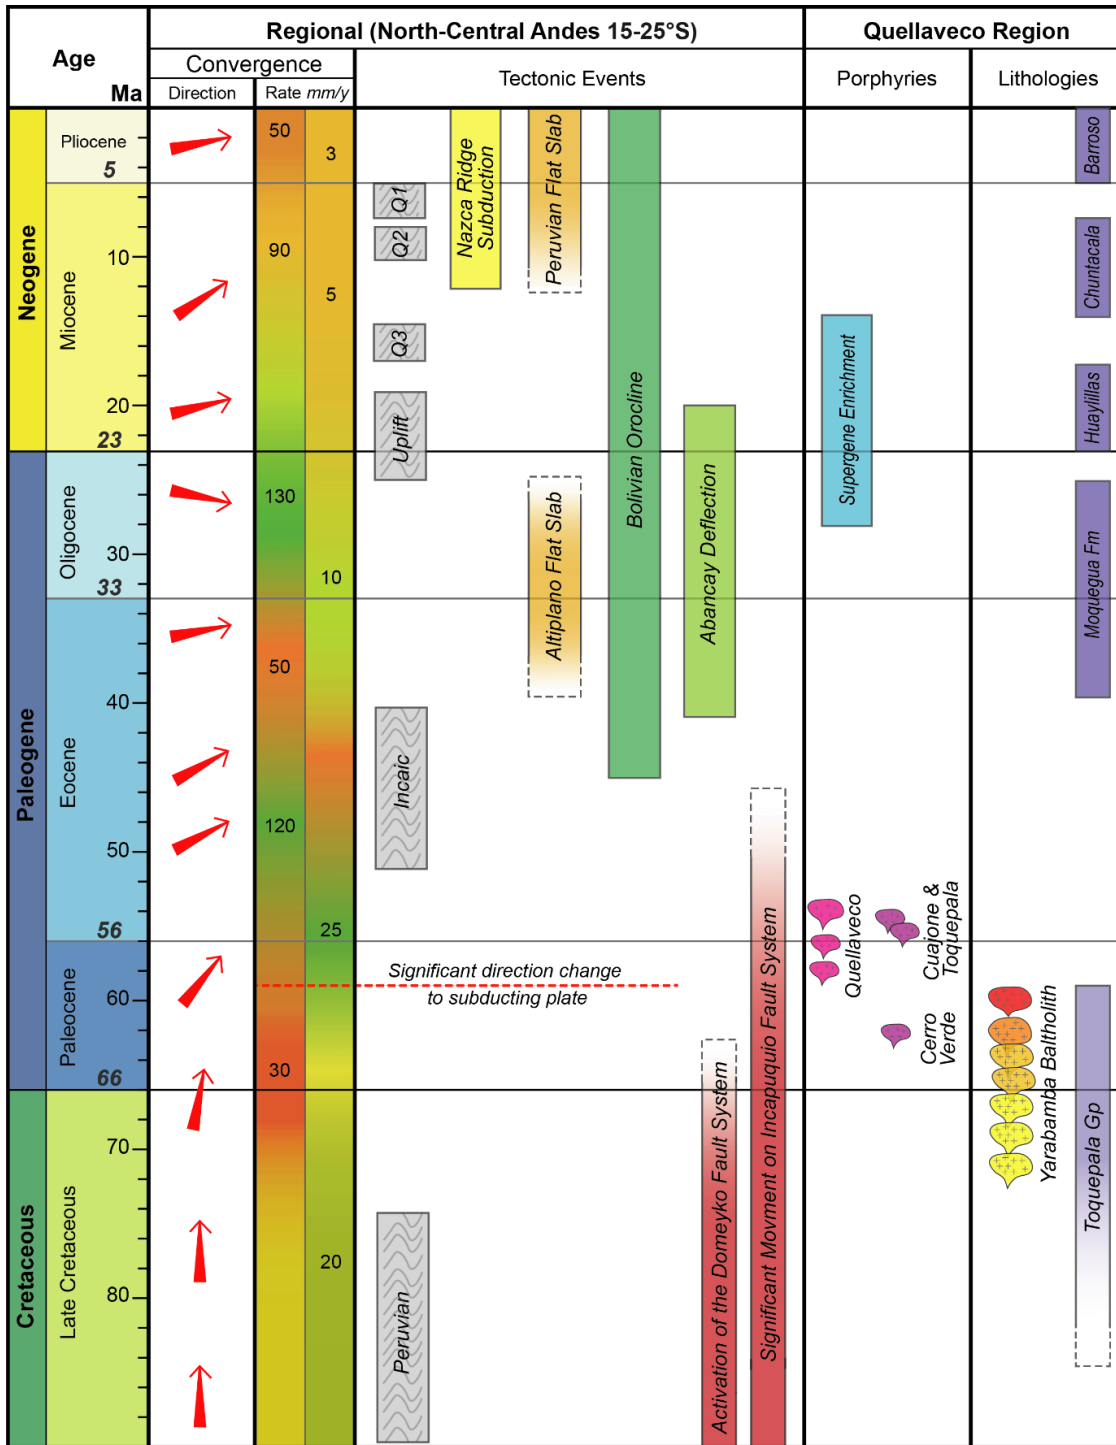 Age
Ma
Regional (North-Central Andes 15-25°S)
Quellaveco Region
Convergence
Direction
Rate mm/y
Tectonic Events
Porphyries
Lithologies
Neogene
Pliocene
5
Miocene
10
20
23
Paleogene
Oligocene
30
33
Eocene
40
50
56
Paleocene
60
66
Cretaceous
Late Cretaceous
70
80
50
90
130
50
120
30
3
5
10
25
20
Q1
Q2
Q3
Uplift
Incaic
Peruvian
Nazca Ridge
Subduction
Peruvian Flat Slab
Altiplano Flat Slab
Bolivian Orocline
Abancay Deflection
Significant direction change
to subducting plate
Activation of the Domeyko Fault System
Significant Movment on Incapuquio Fault System
Supergene Enrichment
Quellaveco
Cuajone &
Toquepala
Cerro
Verde
Yarabamba Baltholith
Barroso
Chuntacala
Huaylillas
Moquegua Fm
Toquepala Gp